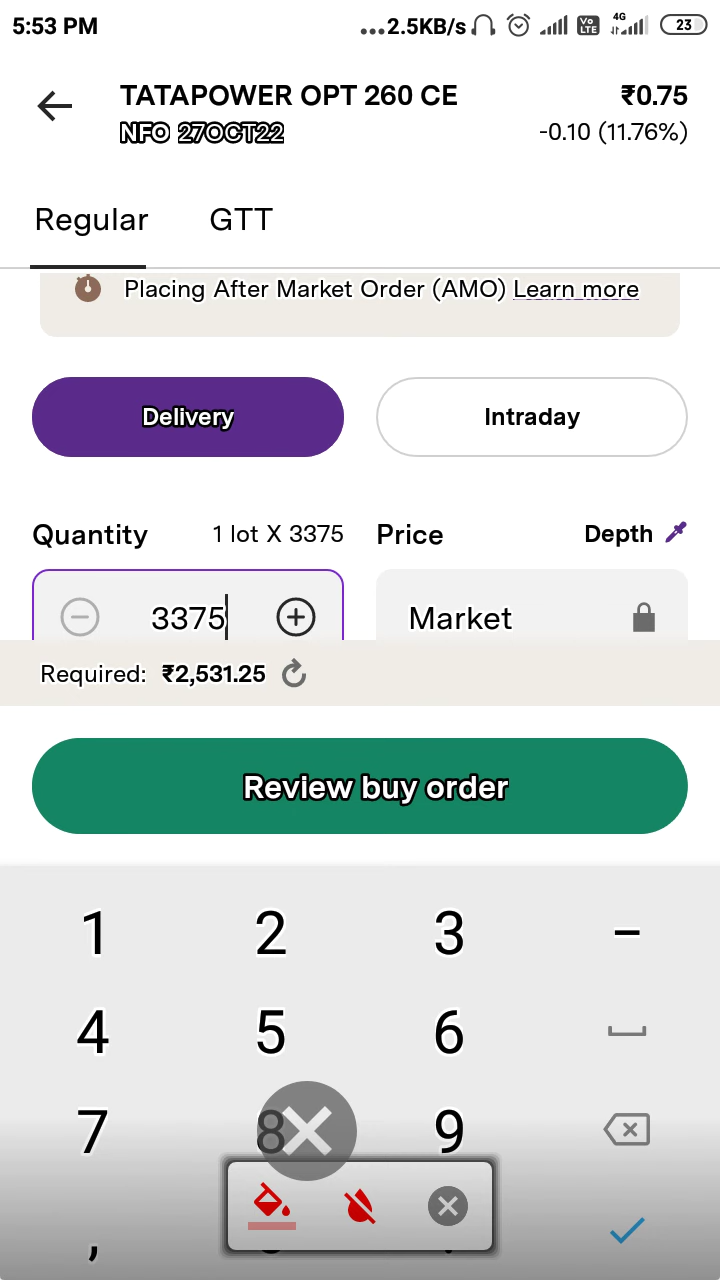 5:53 PM
...2.5KB/s
Vo LTE
4G
23
TATAPOWER OPT 260 CE
₹0.75
NFO 27OCT22
-0.10 (11.76%)
Regular
GTT
Placing After Market Order (AMO) Learn more
Delivery
Intraday
Quantity
1 lot X 3375
Price
Depth
3375
Market
Required: ₹2,531.25
Review buy order
1 2 3 –
4 5 6
7 8 9
,